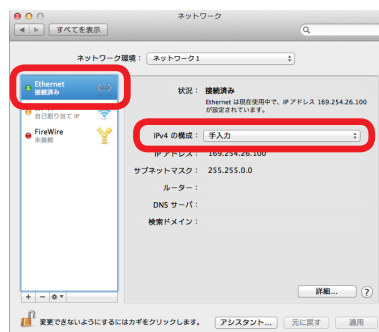 ネットワーク
すべてを表示
ネットワーク環境： ネットワーク1
Ethernet
接続済み
自己割り当て IP
FireWire
未接続
状況： 接続済み
Ethernet は現在使用中で、IP アドレス 169.254.26.100
が設定されています。
IPv4 の構成： 手入力
IP アドレス： 169.254.26.100
サブネットマスク： 255.255.0.0
ルーター：
DNS サーバ：
検索ドメイン：
詳細...
?
変更できないようにするにはカギをクリックします。
アシスタント...
元に戻す
適用